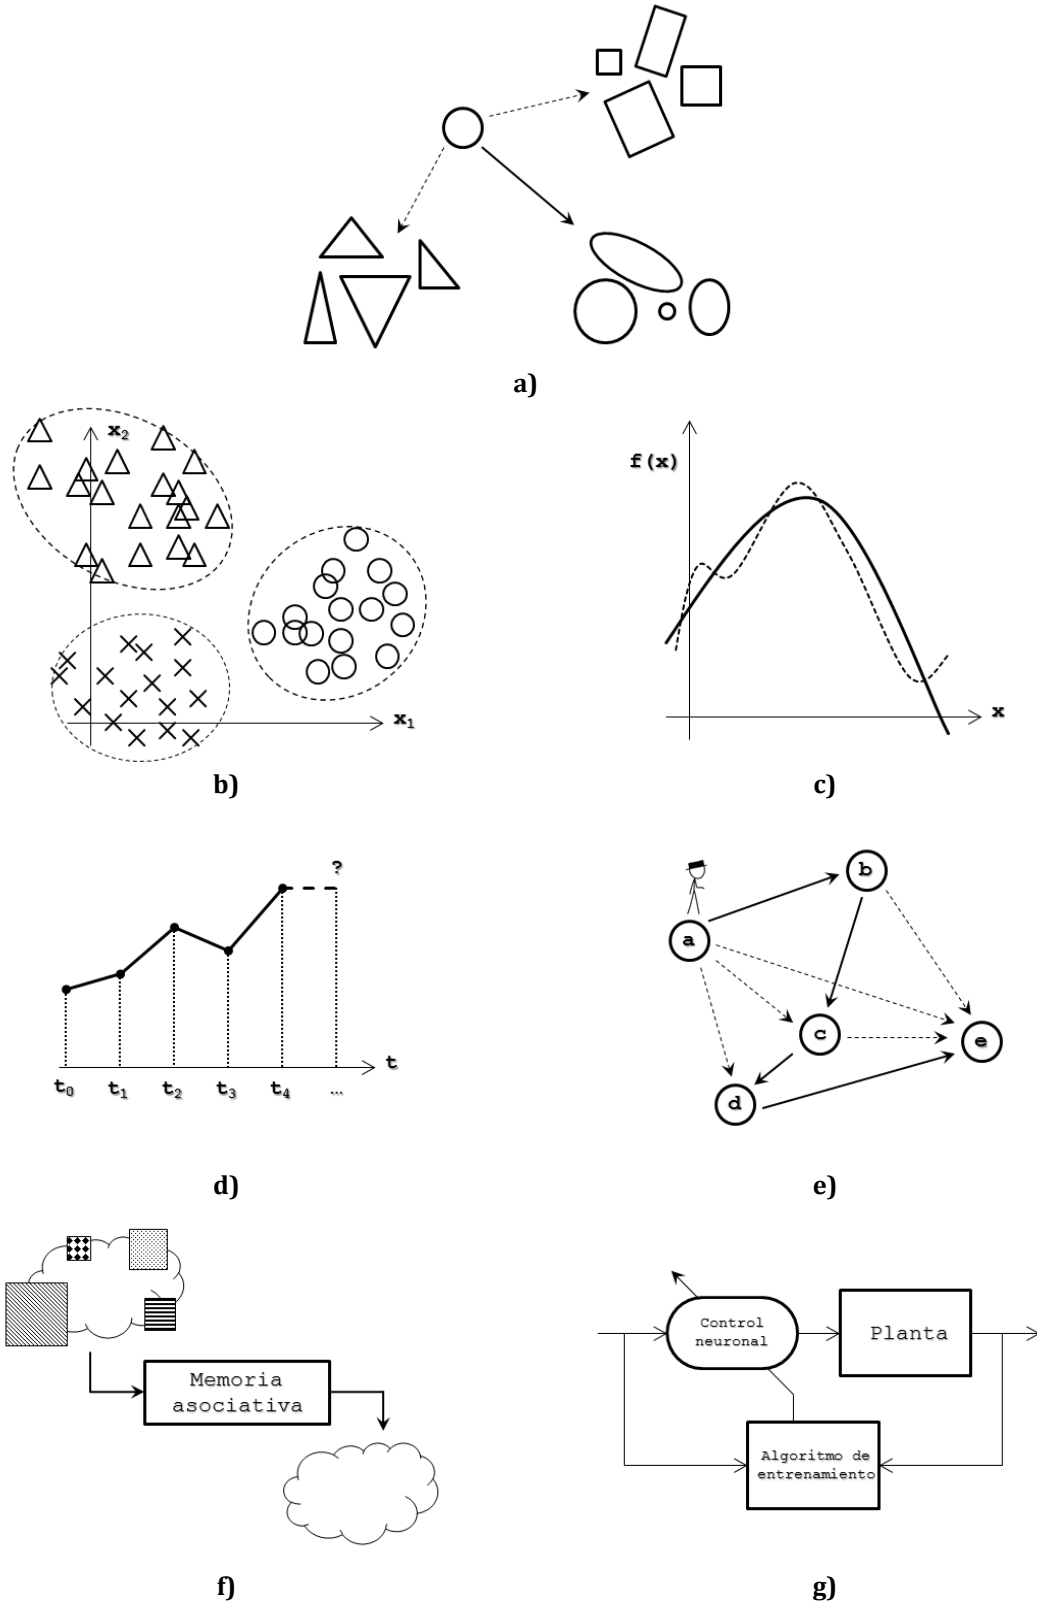 a)
x2
x1
b)
f(x)
x
c)
?
t
t0 t1 t2 t3 t4 ...
d)
b
a
c
e
d
e)
Memoria
asociativa
f)
Control
neuronal
Planta
Algoritmo de
entrenamiento
g)